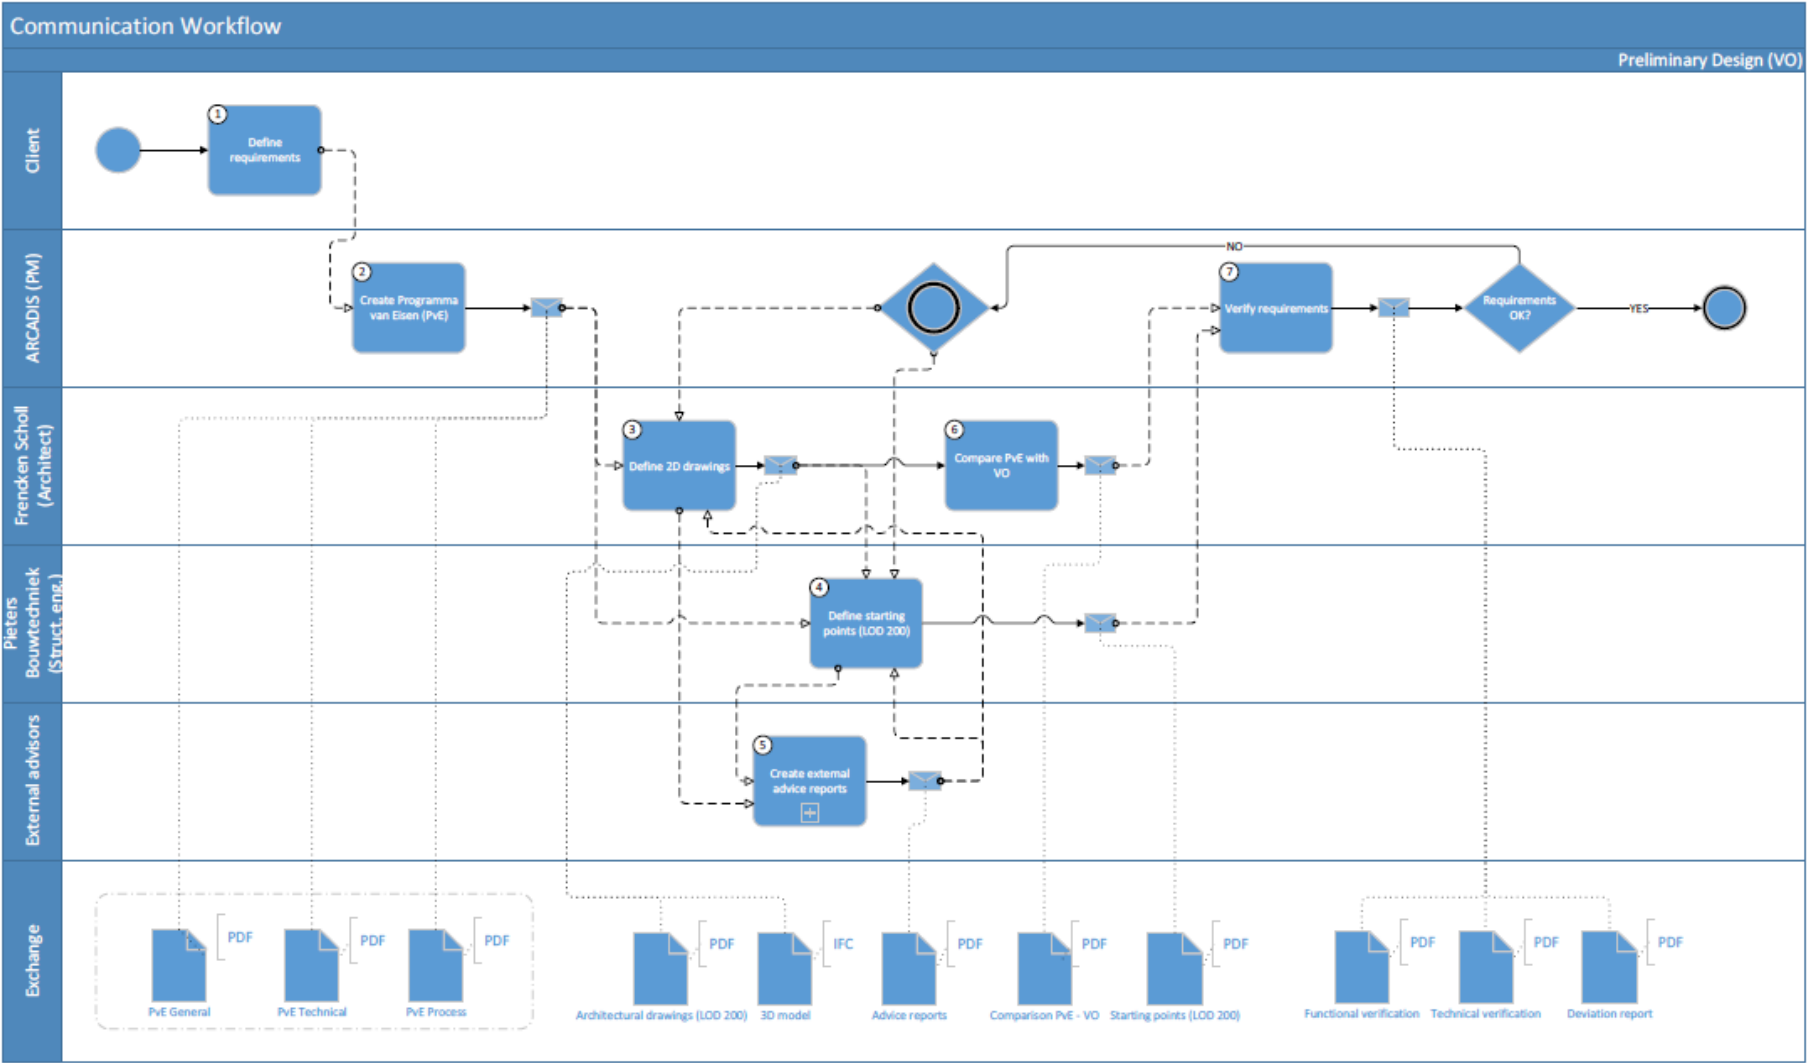 Communication Workflow
Preliminary Design (VO)
Client
1
Define
requirements
ARCADIS (PM)
2
Create Programma
van Eisen (PvE)
NO
7
Verify requirements
Requirements
OK?
YES
Frencken Scholl
(Architect)
3
Define 2D drawings
6
Compare PvE with
VO
Pieters
Bouwtechniek
(Struct. eng.)
4
Define starting
points (LOD 200)
External advisors
5
Create external
advice reports
Exchange
PDF
PvE General
PDF
PvE Technical
PDF
PvE Process
PDF
Architectural drawings (LOD 200)
IFC
3D model
PDF
Advice reports
PDF
Comparison PvE - VO
PDF
Starting points (LOD 200)
PDF
Functional verification
PDF
Technical verification
PDF
Deviation report